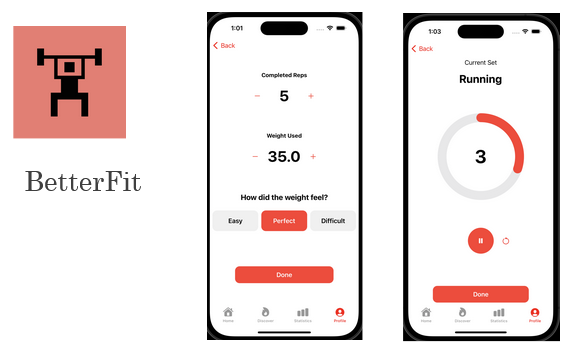 BetterFit
1:01
Back
Completed Reps
− 5 +
Weight Used
− 35.0 +
How did the weight feel?
Easy Perfect Difficult
Done
Home Discover Statistics Profile
1:03
Back
Current Set
Running
3
Done
Home Discover Statistics Profile